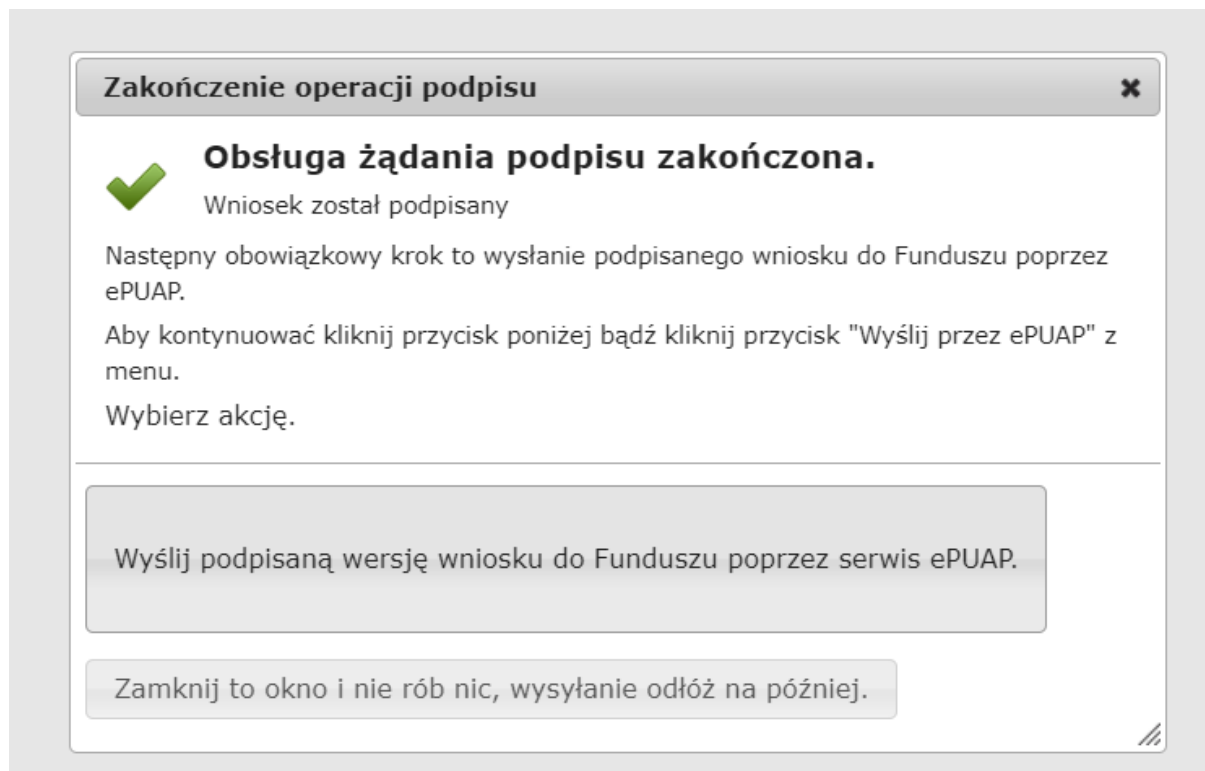 Zakończenie operacji podpisu
Obsługa żądania podpisu zakończona.
Wniosek został podpisany
Następny obowiązkowy krok to wysłanie podpisanego wniosku do Funduszu poprzez
ePUAP.
Aby kontynuować kliknij przycisk poniżej bądź kliknij przycisk "Wyślij przez ePUAP" z
menu.
Wybierz akcję.
Wyślij podpisaną wersję wniosku do Funduszu poprzez serwis ePUAP.
Zamknij to okno i nie rób nic, wysyłanie odłóż na później.